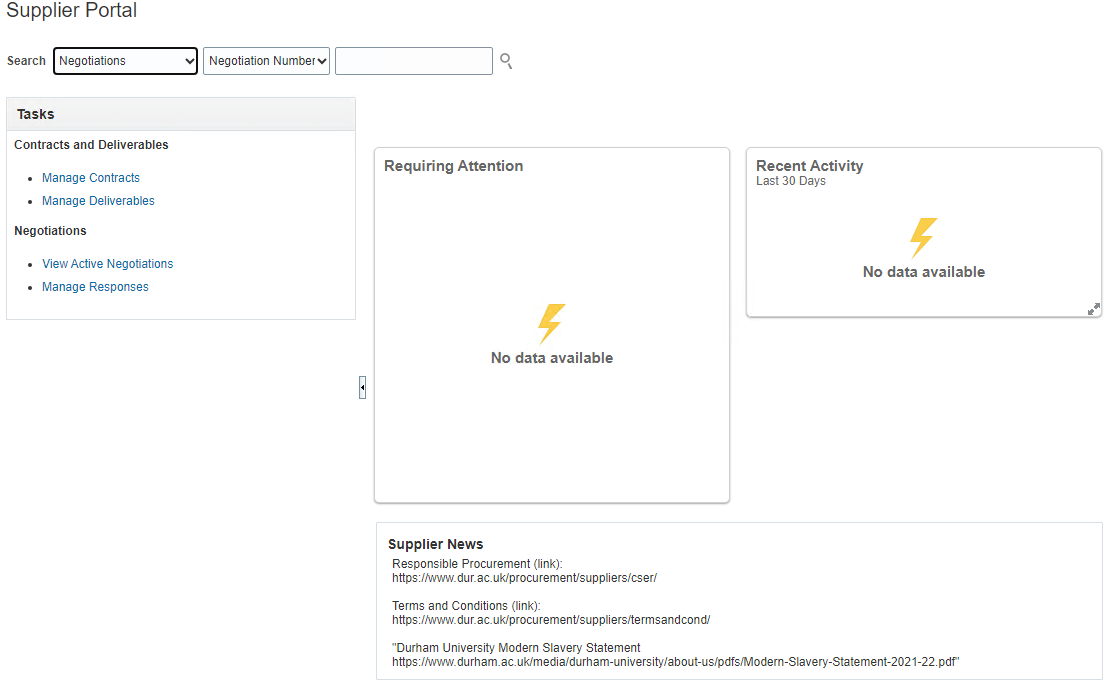 Supplier Portal
Search Negotiations Negotiation Number
Tasks
Contracts and Deliverables
Manage Contracts
Manage Deliverables
Negotiations
View Active Negotiations
Manage Responses
Requiring Attention
No data available
Recent Activity
Last 30 Days
No data available
Supplier News
Responsible Procurement (link):
https://www.dur.ac.uk/procurement/suppliers/cser/
Terms and Conditions (link):
https://www.dur.ac.uk/procurement/suppliers/termsandcond/
"Durham University Modern Slavery Statement
https://www.durham.ac.uk/media/durham-university/about-us/pdfs/Modern-Slavery-Statement-2021-22.pdf"